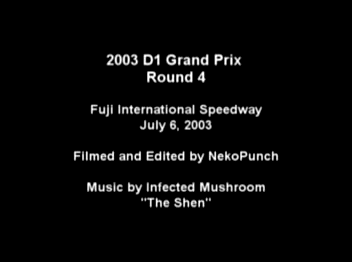 2003 D1 Grand Prix
Round 4
Fuji International Speedway
July 6, 2003
Filmed and Edited by NekoPunch
Music by Infected Mushroom
"The Shen"